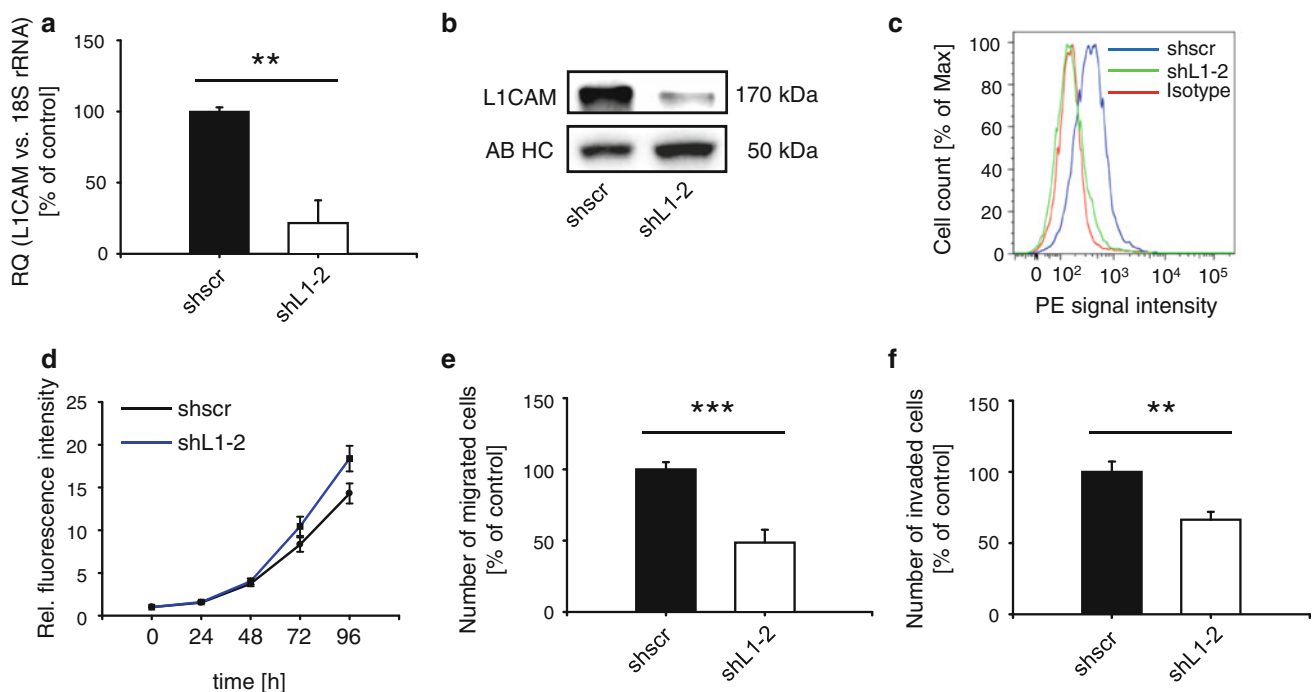 a
RQ (L1CAM vs. 18S rRNA)
[% of control]
150
100
50
0
**
shscr
shL1-2
b
L1CAM
170 kDa
AB HC
50 kDa
shscr
shL1-2
c
Cell count [% of Max]
100
80
60
40
20
0
shscr
shL1-2
Isotype
0 10² 10³ 10⁴ 10⁵
PE signal intensity
d
Rel. fluorescence intensity
25
20
15
10
5
0
shscr
shL1-2
0 24 48 72 96
time [h]
e
Number of migrated cells
[% of control]
150
100
50
0
***
shscr
shL1-2
f
Number of invaded cells
[% of control]
150
100
50
0
**
shscr
shL1-2